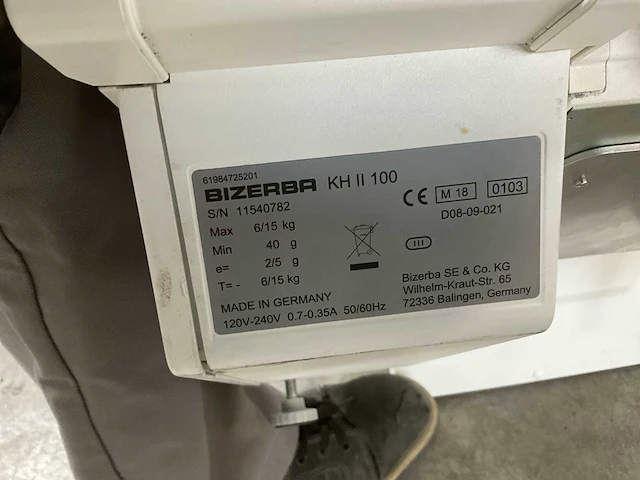 61984725201
BIZERBA KH II 100
S/N 11540782
Max 6/15 kg
Min 40 g
e= 2/5 g
T= - 6/15 kg
MADE IN GERMANY
120V-240V 0.7-0.35A 50/60Hz
CE M 18 0103
D08-09-021
III
Bizerba SE & Co. KG
Wilhelm-Kraut-Str. 65
72336 Balingen, Germany